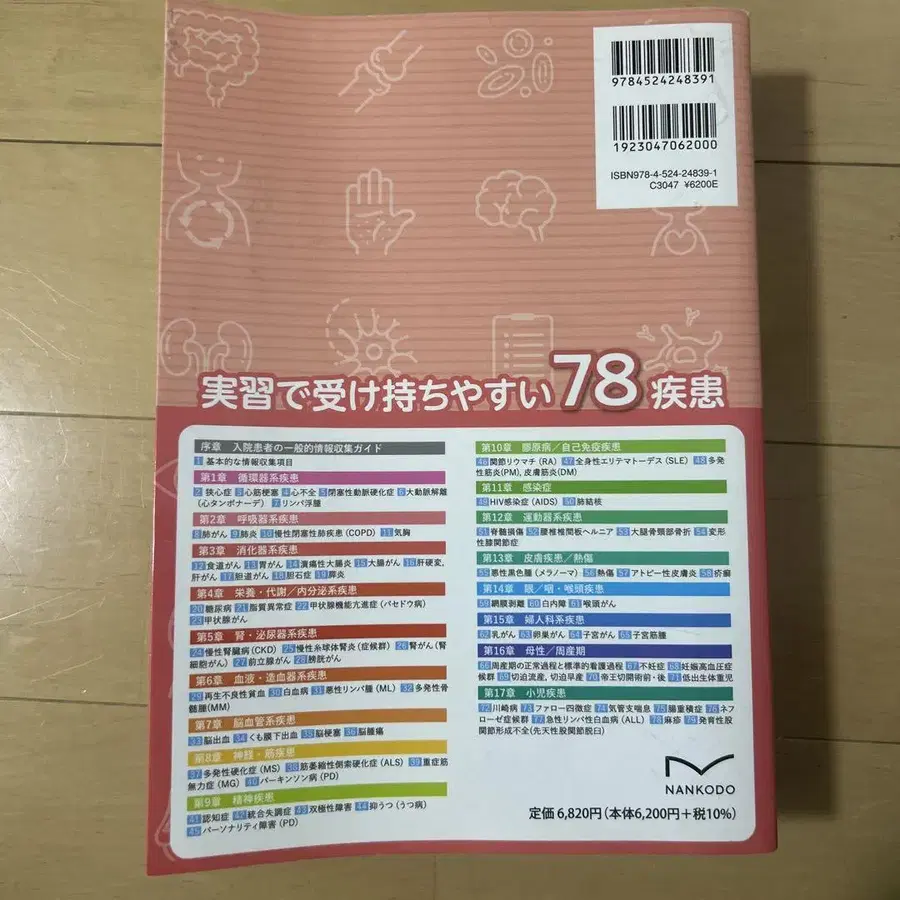 9784524248391
1923047062000
ISBN978-4-524-24839-1
C3047 ¥6200E
実習で受け持ちやすい78疾患
序章 入院患者の一般的情報収集ガイド
1 基本的な情報収集項目
第1章 循環器系疾患
2 狭心症 3 心筋梗塞 4 心不全 5 閉塞性動脈硬化症 6 大動脈解離
(心タンポナーデ) 7 リンパ浮腫
第2章 呼吸器系疾患
8 肺がん 9 肺炎 10 慢性閉塞性肺疾患(COPD) 11 気胸
第3章 消化器系疾患
12 食道がん 13 胃がん 14 潰瘍性大腸炎 15 大腸がん 16 肝硬変,
肝がん 17 胆道がん 18 胆石症 19 膵炎
第4章 栄養・代謝/内分泌系疾患
20 糖尿病 21 脂質異常症 22 甲状腺機能亢進症(バセドウ病)
23 甲状腺がん
第5章 腎・泌尿器系疾患
24 慢性腎臓病(CKD) 25 慢性糸球体腎炎(症候群) 26 腎がん(腎
細胞がん) 27 前立腺がん 28 膀胱がん
第6章 血液・造血器系疾患
29 再生不良性貧血 30 白血病 31 悪性リンパ腫(ML) 32 多発性骨
髄腫(MM)
第7章 脳血管系疾患
33 脳出血 34 くも膜下出血 35 脳梗塞 36 脳腫瘍
第8章 神経・筋疾患
37 多発性硬化症(MS) 38 筋萎縮性側索硬化症(ALS) 39 重症筋
無力症(MG) 40 パーキンソン病(PD)
第9章 精神疾患
41 認知症 42 統合失調症 43 双極性障害 44 抑うつ(うつ病)
45 パーソナリティ障害(PD)
第10章 膠原病/自己免疫疾患
46 関節リウマチ(RA) 47 全身性エリテマトーデス(SLE) 48 多発
性筋炎(PM), 皮膚筋炎(DM)
第11章 感染症
49 HIV感染症(AIDS) 50 肺結核
第12章 運動器系疾患
51 脊髄損傷 52 腰椎椎間板ヘルニア 53 大腿骨頸部骨折 54 変形
性膝関節症
第13章 皮膚疾患/熱傷
55 悪性黒色腫(メラノーマ) 56 熱傷 57 アトピー性皮膚炎 58 疥癬
第14章 眼/咽・喉頭疾患
59 網膜剥離 60 白内障 61 喉頭がん
第15章 婦人科系疾患
62 乳がん 63 卵巣がん 64 子宮がん 65 子宮筋腫
第16章 母性/周産期
66 周産期の正常過程と標準的看護過程 67 不妊症 68 妊娠高血圧症
候群 69 切迫流産, 切迫早産 70 帝王切開術前・後 71 低出生体重児
第17章 小児疾患
72 川崎病 73 ファロー四徴症 74 気管支喘息 75 腸重積症 76 ネフ
ローゼ症候群 77 急性リンパ性白血病(ALL) 78 麻疹 79 発育性股
関節形成不全(先天性股関節脱臼)
NANKODO
定価6,820円(本体6,200円+税10%)